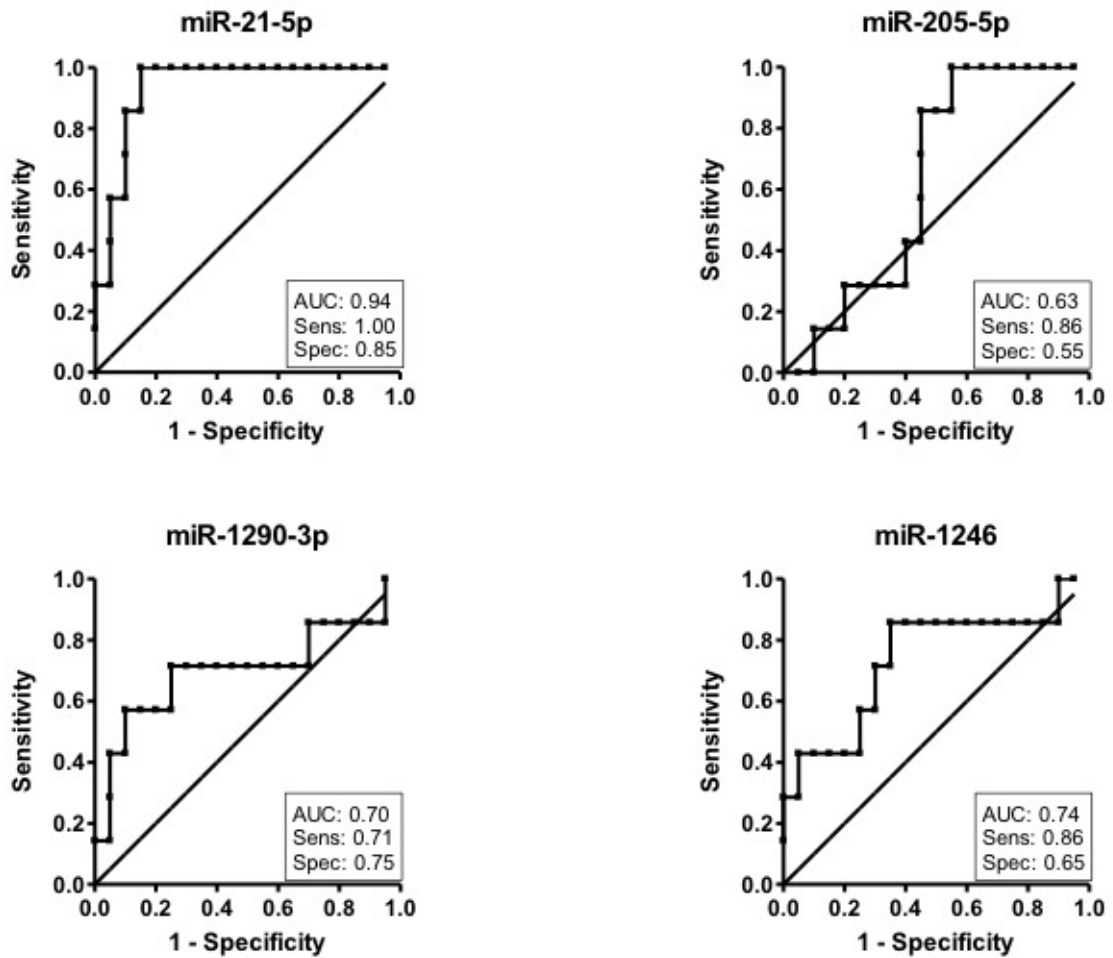 miR-21-5p
1.0
0.8
0.6
0.4
0.2
0.0
Sensitivity
AUC: 0.94
Sens: 1.00
Spec: 0.85
0.0 0.2 0.4 0.6 0.8 1.0
1 - Specificity
miR-205-5p
1.0
0.8
0.6
0.4
0.2
0.0
Sensitivity
AUC: 0.63
Sens: 0.86
Spec: 0.55
0.0 0.2 0.4 0.6 0.8 1.0
1 - Specificity
miR-1290-3p
1.0
0.8
0.6
0.4
0.2
0.0
Sensitivity
AUC: 0.70
Sens: 0.71
Spec: 0.75
0.0 0.2 0.4 0.6 0.8 1.0
1 - Specificity
miR-1246
1.0
0.8
0.6
0.4
0.2
0.0
Sensitivity
AUC: 0.74
Sens: 0.86
Spec: 0.65
0.0 0.2 0.4 0.6 0.8 1.0
1 - Specificity